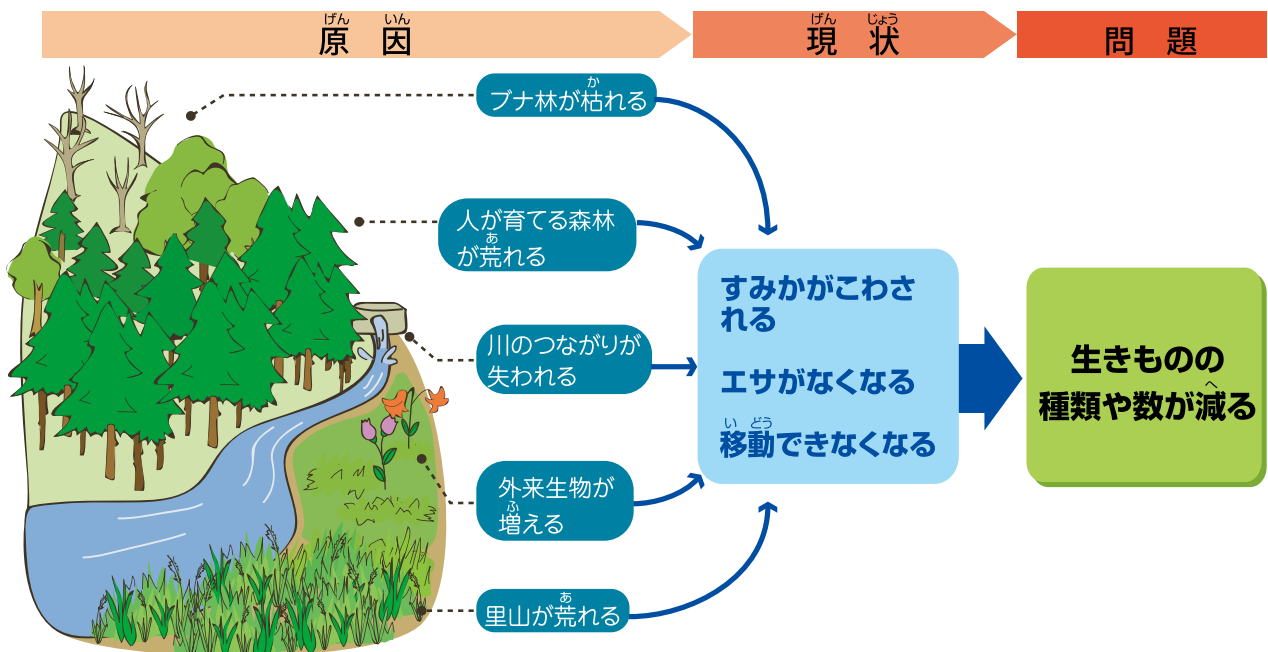 原因
現状
問題
ブナ林が枯れる
人が育てる森林
が荒れる
川のつながりが
失われる
外来生物が
増える
里山が荒れる
すみかがこわさ
れる
エサがなくなる
移動できなくなる
生きものの
種類や数が減る